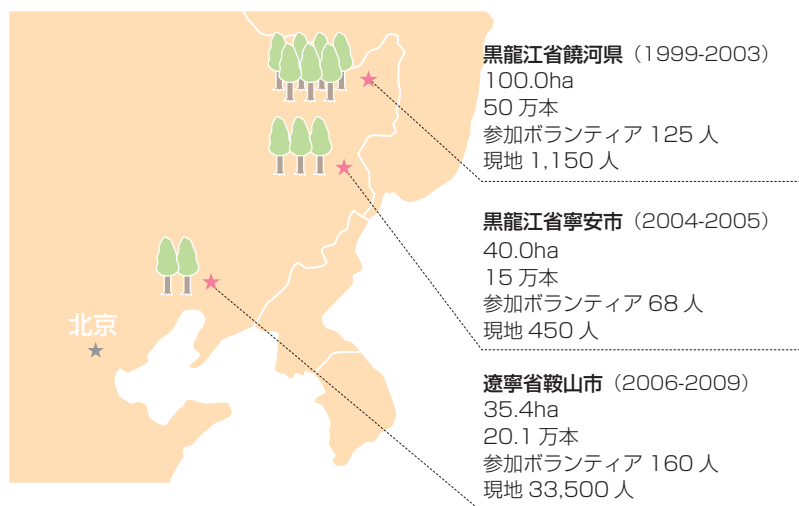 黒龍江省饒河県（1999-2003）
100.0ha
50 万本
参加ボランティア 125 人
現地 1,150 人
黒龍江省寧安市（2004-2005）
40.0ha
15 万本
参加ボランティア 68 人
現地 450 人
北京
遼寧省鞍山市（2006-2009）
35.4ha
20.1 万本
参加ボランティア 160 人
現地 33,500 人